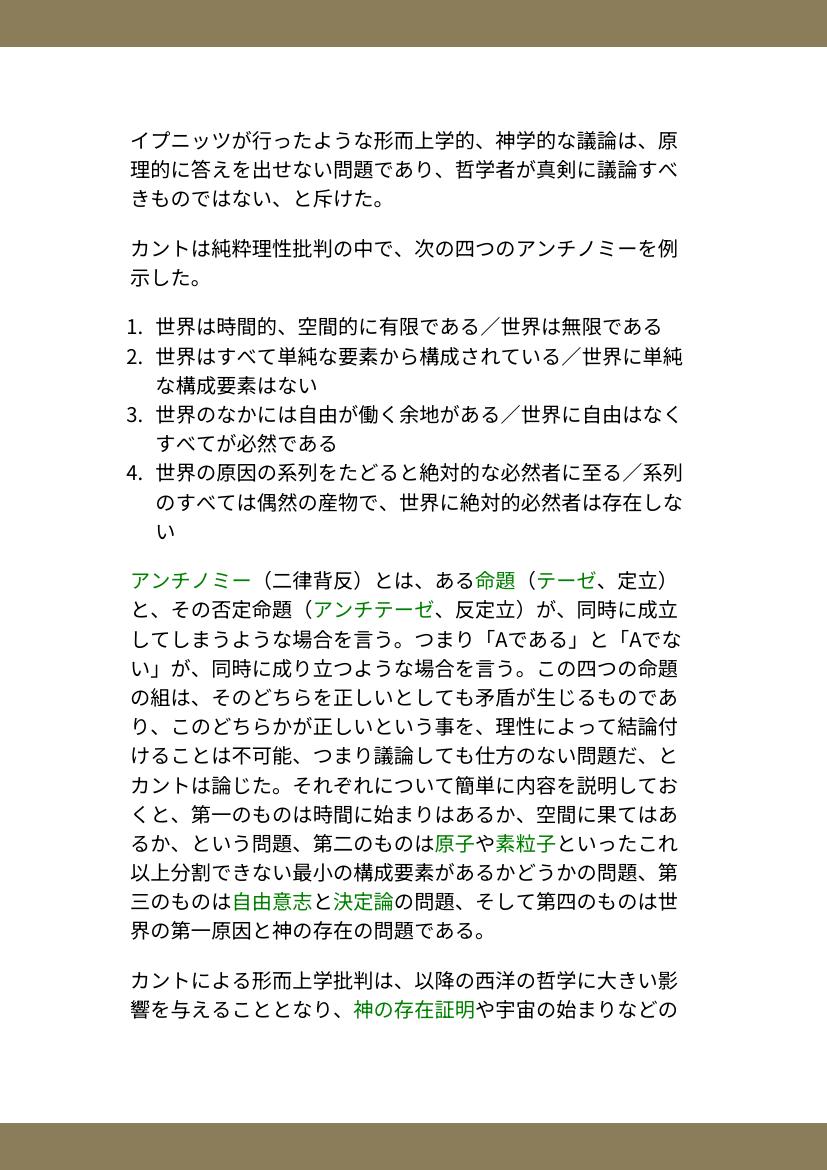 イプニッツが行ったような形而上学的、神学的な議論は、原
理的に答えを出せない問題であり、哲学者が真剣に議論すべ
きものではない、と斥けた。
カントは純粋理性批判の中で、次の四つのアンチノミーを例
示した。
1. 世界は時間的、空間的に有限である／世界は無限である
2. 世界はすべて単純な要素から構成されている／世界に単純
な構成要素はない
3. 世界のなかには自由が働く余地がある／世界に自由はなく
すべてが必然である
4. 世界の原因の系列をたどると絶対的な必然者に至る／系列
のすべては偶然の産物で、世界に絶対的必然者は存在しな
い
アンチノミー（二律背反）とは、ある命題（テーゼ、定立）
と、その否定命題（アンチテーゼ、反定立）が、同時に成立
してしまうような場合を言う。つまり「Aである」と「Aでな
い」が、同時に成り立つような場合を言う。この四つの命題
の組は、そのどちらを正しいとしても矛盾が生じるものであ
り、このどちらかが正しいという事を、理性によって結論付
けることは不可能、つまり議論しても仕方のない問題だ、と
カントは論じた。それぞれについて簡単に内容を説明してお
くと、第一のものは時間に始まりはあるか、空間に果てはあ
るか、という問題、第二のものは原子や素粒子といったこれ
以上分割できない最小の構成要素があるかどうかの問題、第
三のものは自由意志と決定論の問題、そして第四のものは世
界の第一原因と神の存在の問題である。
カントによる形而上学批判は、以降の西洋の哲学に大きい影
響を与えることとなり、神の存在証明や宇宙の始まりなどの